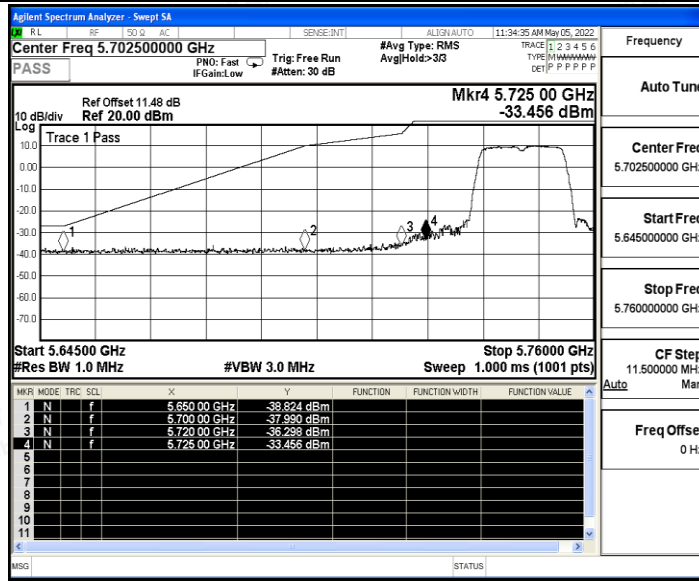 Agilent Spectrum Analyzer - Swept SA
RL RF 50 Ω AC SENSE:INT ALIGN AUTO 11:34:35 AM May 05, 2022
Center Freq 5.702500000 GHz
PNO: Fast
IFGain:Low
Trig: Free Run
#Atten: 30 dB
#Avg Type: RMS
Avg|Hold:>3/3
TRACE 1 2 3 4 5 6
TYPE M
DET P P P P P P
PASS
Ref Offset 11.48 dB
Ref 20.00 dBm
10 dB/div
Log
Mkr4 5.725 00 GHz
-33.456 dBm
Trace 1 Pass
10.0
0.00
-10.0
-20.0
-30.0
-40.0
-50.0
-60.0
-70.0
1
2
3
4
Start 5.64500 GHz
Stop 5.76000 GHz
#Res BW 1.0 MHz
#VBW 3.0 MHz
Sweep 1.000 ms (1001 pts)
MKR MODE TRC SCL X Y FUNCTION FUNCTION WIDTH FUNCTION VALUE
1 N f 5.650 00 GHz -38.824 dBm
2 N f 5.700 00 GHz -37.990 dBm
3 N f 5.720 00 GHz -36.298 dBm
4 N f 5.725 00 GHz -33.456 dBm
5
6
7
8
9
10
11
MSG
STATUS
Frequency
Auto Tune
Center Freq
5.702500000 GHz
Start Freq
5.645000000 GHz
Stop Freq
5.760000000 GHz
CF Step
11.500000 MHz
Auto Man
Freq Offset
0 Hz